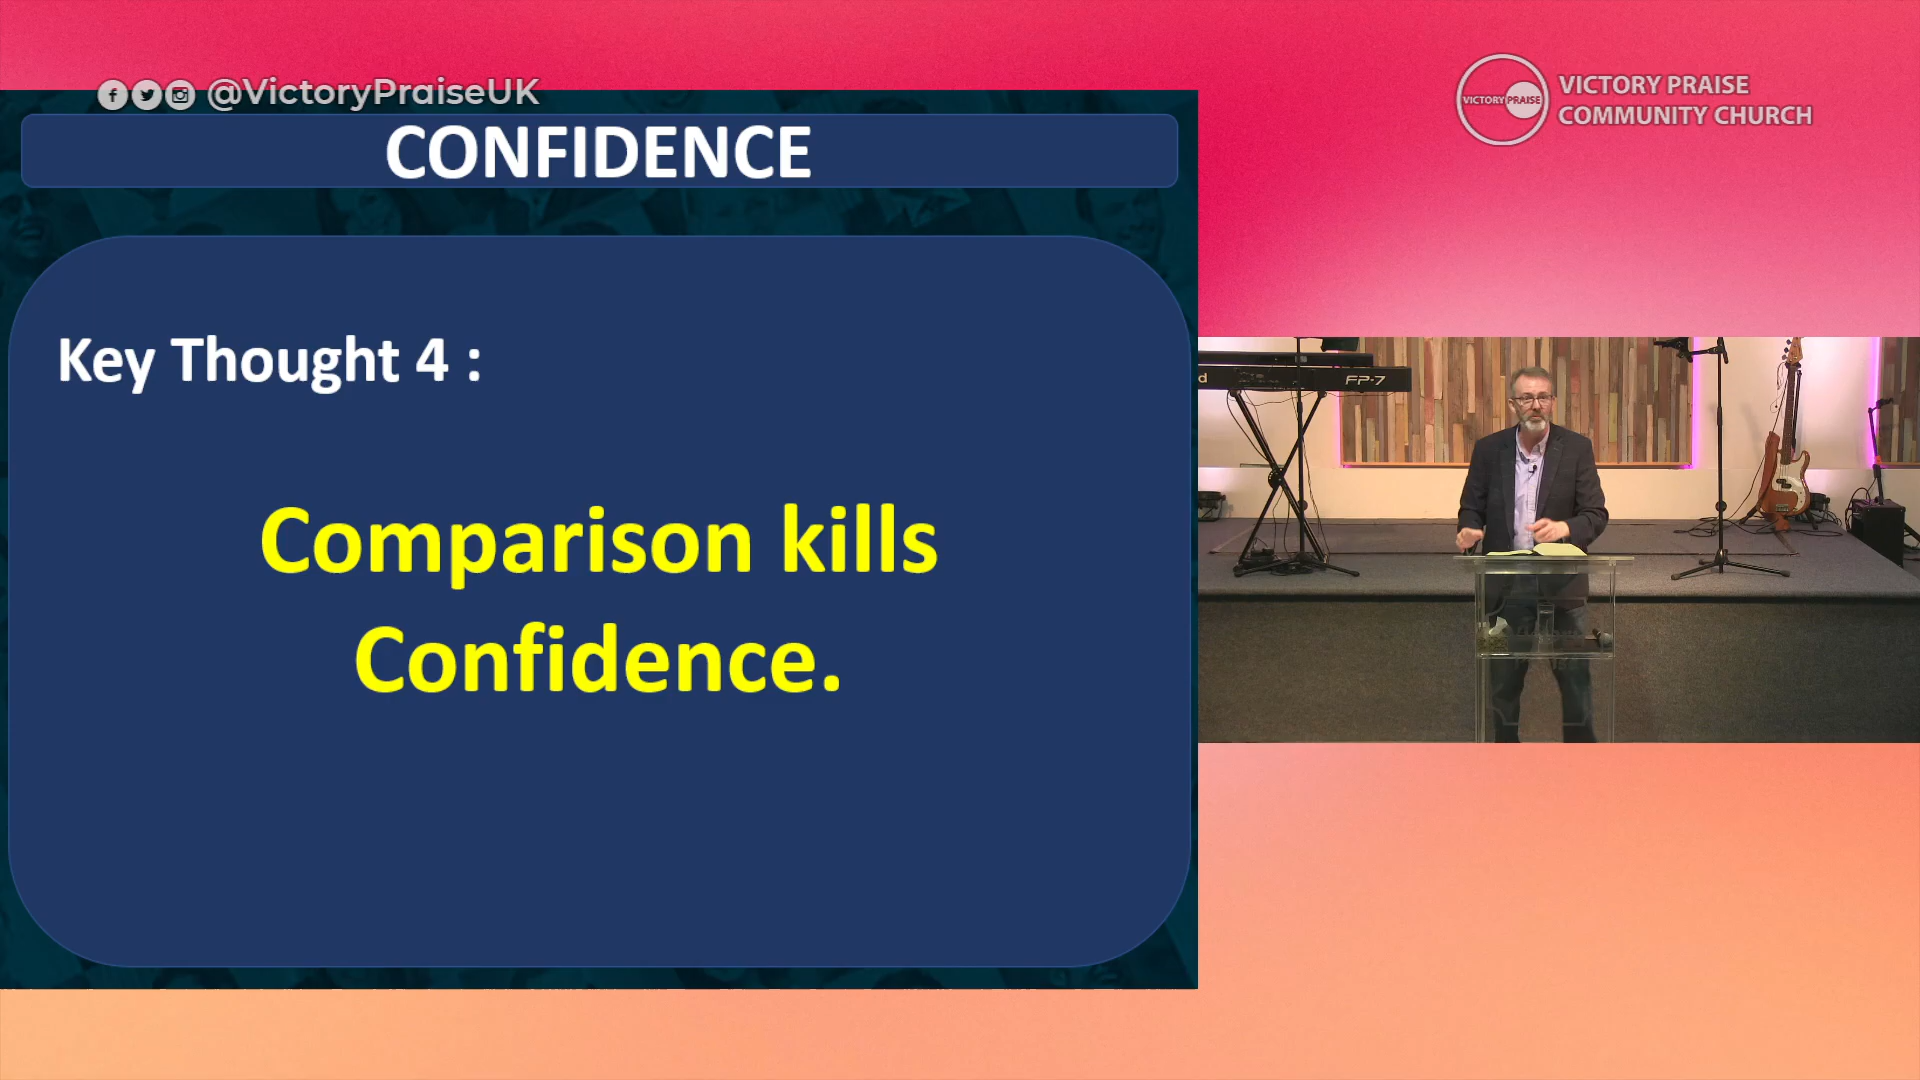 @VictoryPraiseUK
VICTORY PRAISE
VICTORY PRAISE
COMMUNITY CHURCH
CONFIDENCE
Key Thought 4 :
Comparison kills
Confidence.
d
FP-7